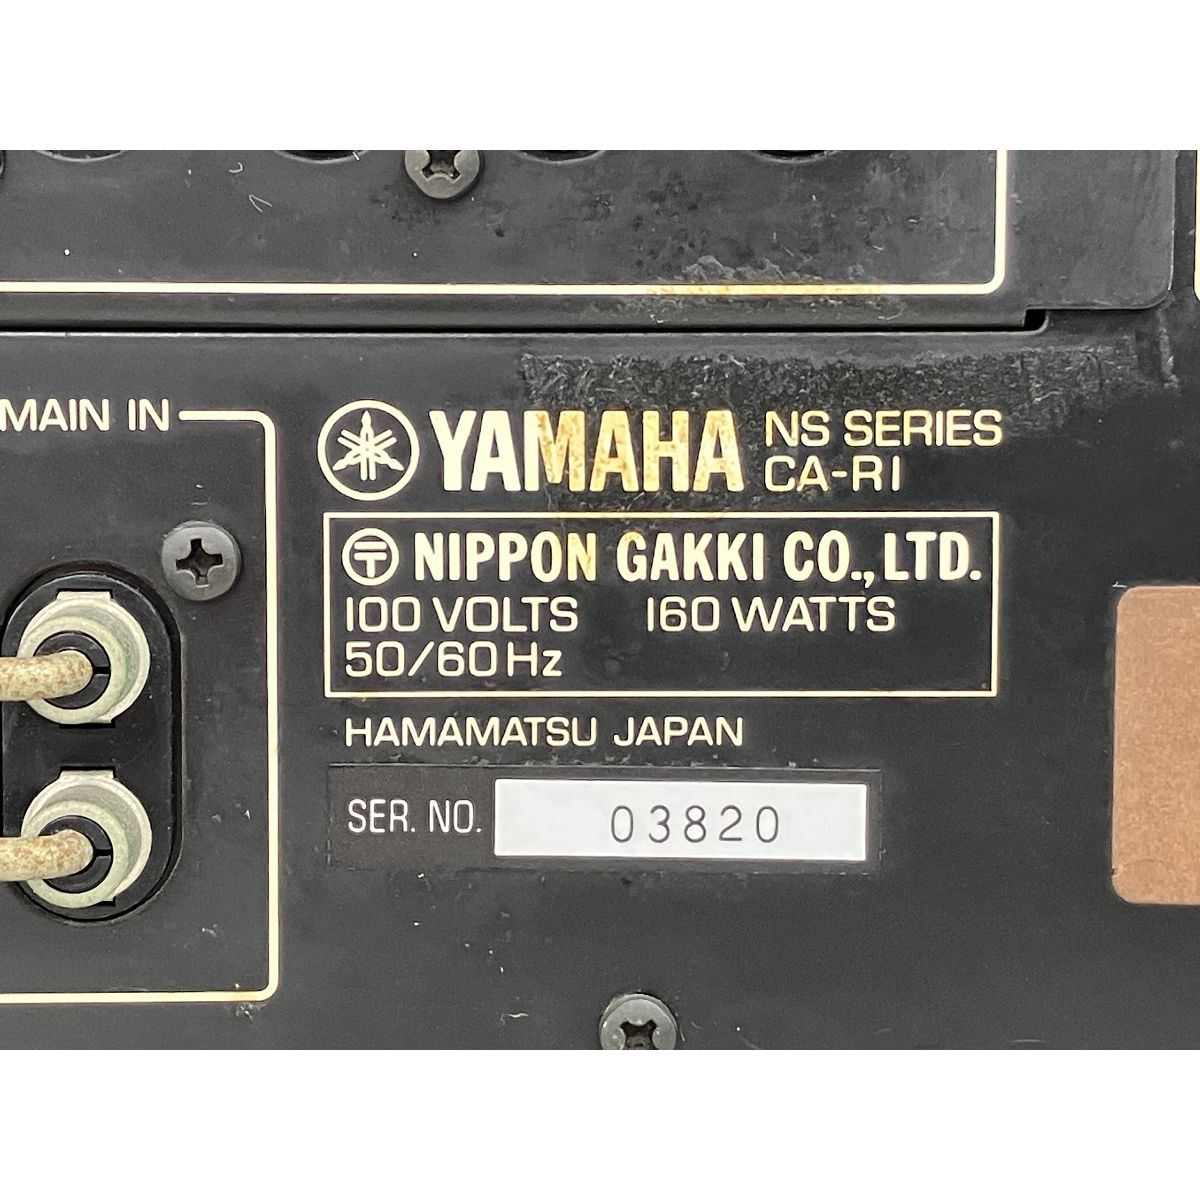 MAIN IN
YAMAHA NS SERIES
CA-R1
〒 NIPPON GAKKI CO., LTD.
100 VOLTS 160 WATTS
50/60 Hz
HAMAMATSU JAPAN
SER. NO. 03820